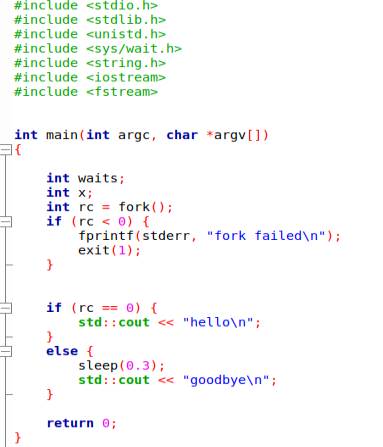 #include <stdio.h>
#include <stdlib.h>
#include <unistd.h>
#include <sys/wait.h>
#include <string.h>
#include <iostream>
#include <fstream>
int main(int argc, char *argv[])
{
int waits;
int x;
int rc = fork();
if (rc < 0) {
fprintf(stderr, "fork failed\n");
exit(1);
}
if (rc == 0) {
std::cout << "hello\n";
}
else {
sleep(0.3);
std::cout << "goodbye\n";
}
return 0;
}